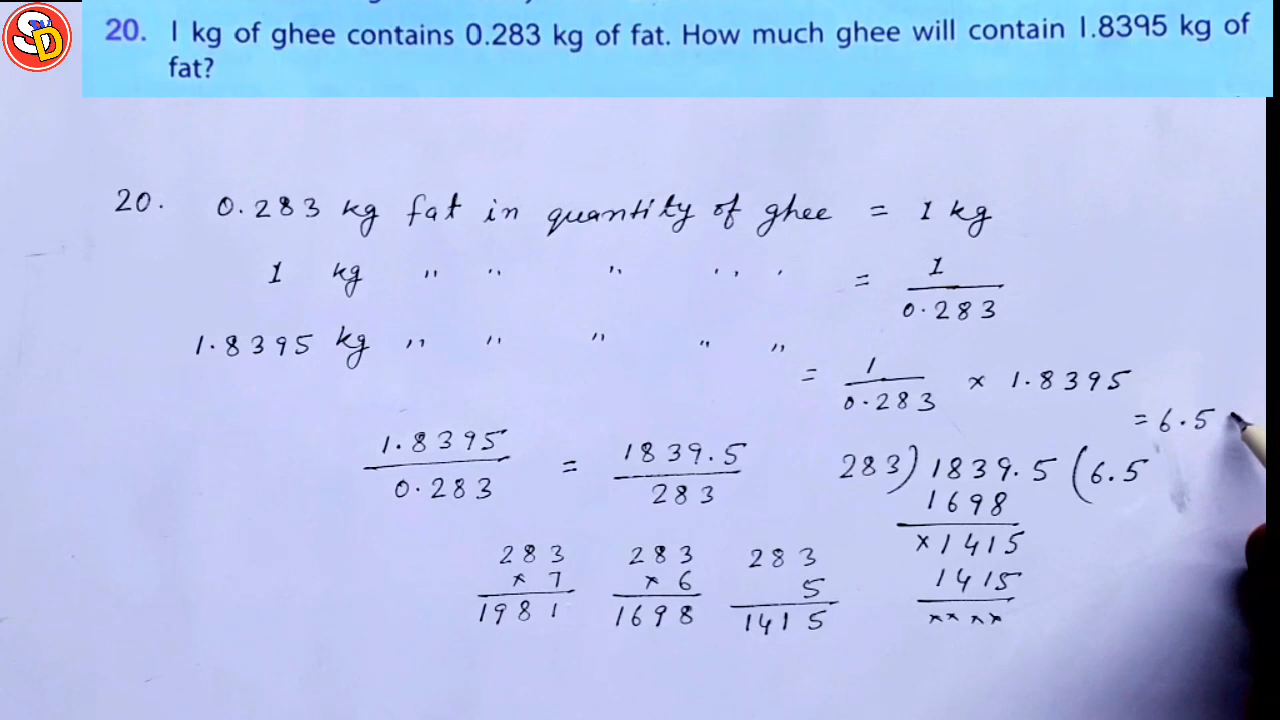 SD
20. 1 kg of ghee contains 0.283 kg of fat. How much ghee will contain 1.8395 kg of
fat?
20. 0.283 kg fat in quantity of ghee = 1 kg
1 kg " " " " " = 1/0.283
1.8395 kg " " " " "
= 1/0.283 × 1.8395
= 6.5
1.8395/0.283 = 1839.5/283
283) 1839.5 (6.5
1698
×1415
1415
××××
283
× 7
1981
283
× 6
1698
283
5
1415